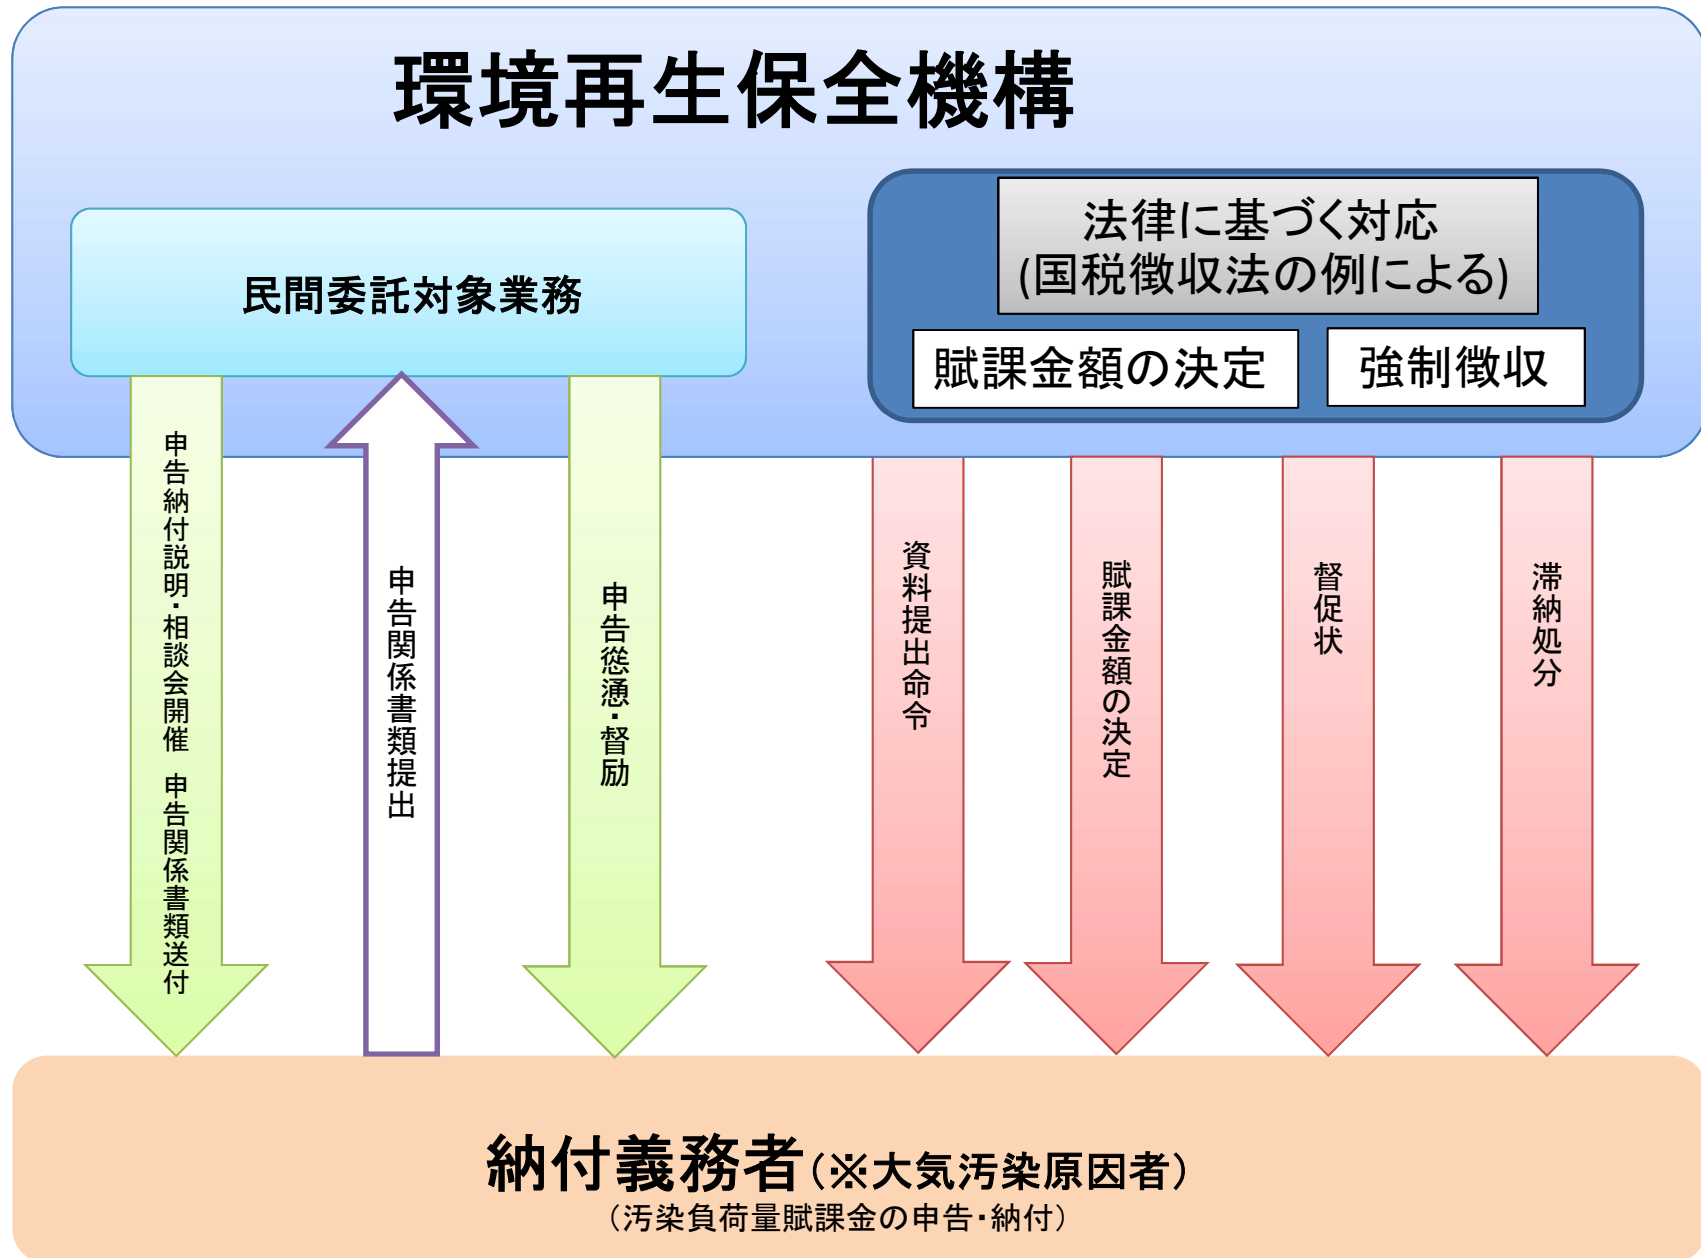 環境再生保全機構
民間委託対象業務
法律に基づく対応
(国税徴収法の例による)
賦課金額の決定
強制徴収
申告納付説明・相談会開催 申告関係書類送付
申告関係書類提出
申告慫慂・督励
資料提出命令
賦課金額の決定
督促状
滞納処分
納付義務者(※大気汚染原因者)
(汚染負荷量賦課金の申告・納付)